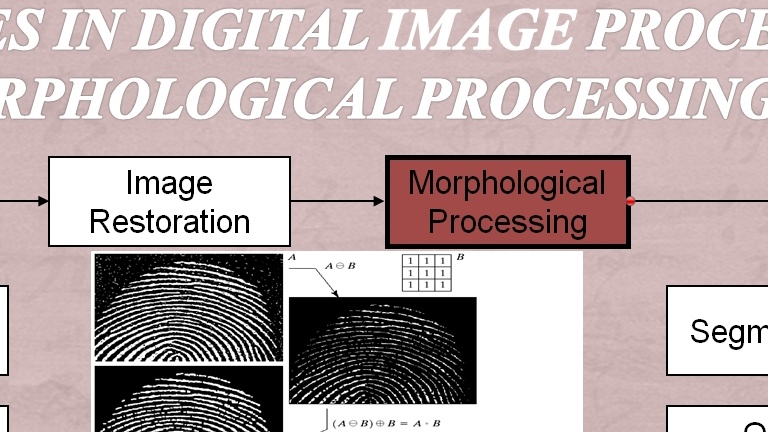 ES IN DIGITAL IMAGE PROCE
RPHOLOGICAL PROCESSING
Image
Restoration
Morphological
Processing
A
A ⊖ B
1 1 1
1 1 1
1 1 1
B
Segm
(A ⊖ B) ⊕ B = A ∘ B